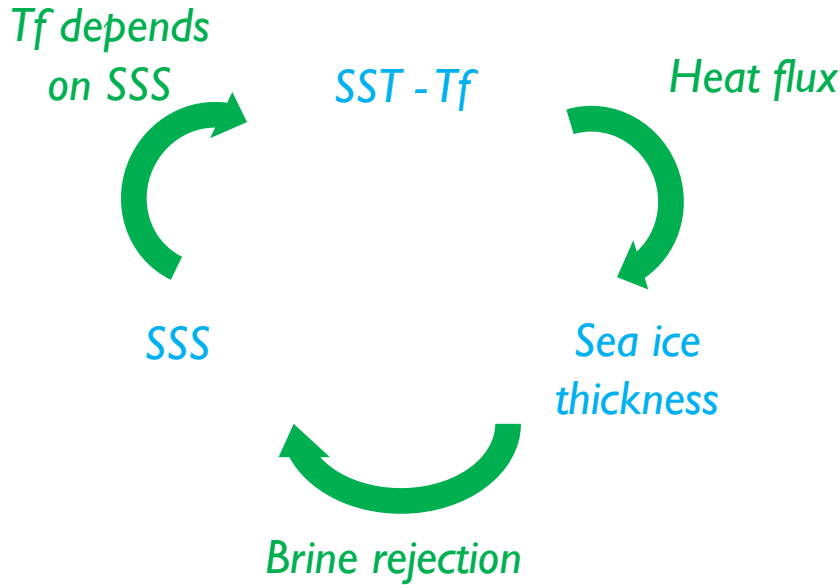 Tf depends
on SSS
SST - Tf
Heat flux
SSS
Sea ice
thickness
Brine rejection